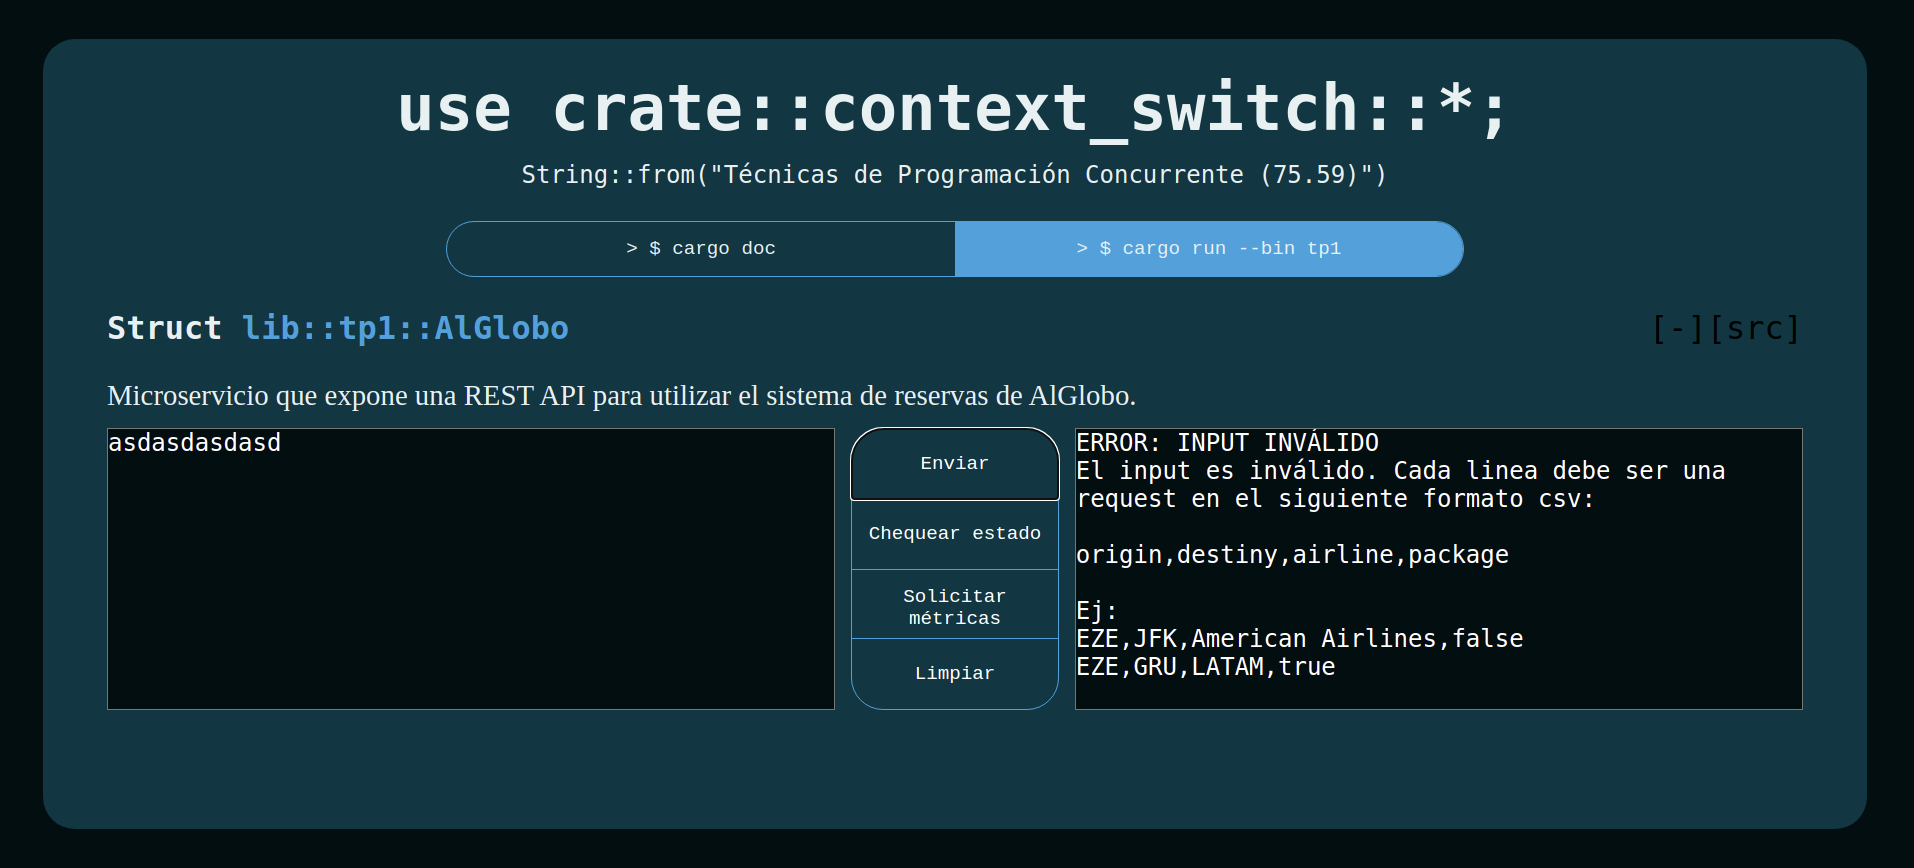 use crate::context_switch::*;
String::from("Técnicas de Programación Concurrente (75.59)")
> $ cargo doc
> $ cargo run --bin tp1
Struct lib::tp1::AlGlobo
[-][src]
Microservicio que expone una REST API para utilizar el sistema de reservas de AlGlobo.
asdasdasdasd
Enviar
Chequear estado
Solicitar
métricas
Limpiar
ERROR: INPUT INVÁLIDO
El input es inválido. Cada linea debe ser una
request en el siguiente formato csv:
origin,destiny,airline,package
Ej:
EZE,JFK,American Airlines,false
EZE,GRU,LATAM,true